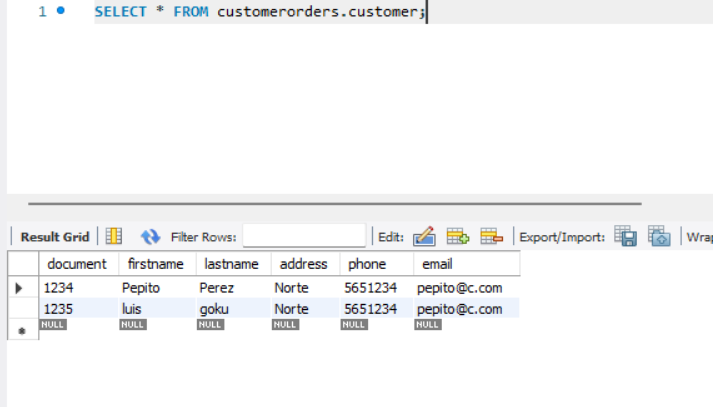 1 SELECT * FROM customerorders.customer;
Result Grid Filter Rows: Edit: Export/Import: Wrap
document firstname lastname address phone email
1234 Pepito Perez Norte 5651234 pepito@c.com
1235 luis goku Norte 5651234 pepito@c.com
NULL NULL NULL NULL NULL NULL